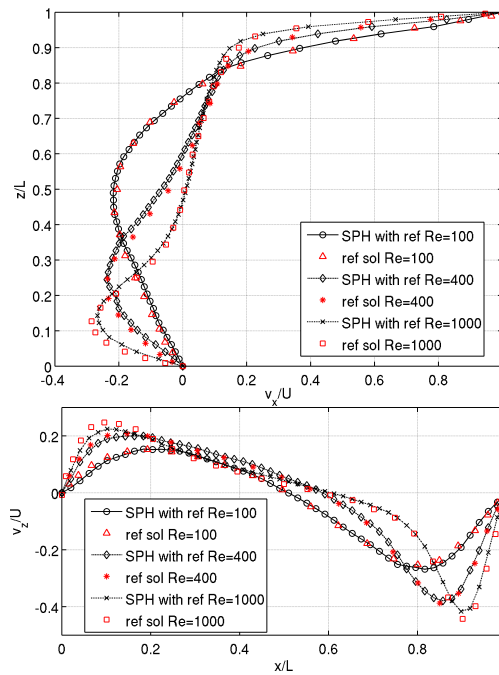 1
0.9
0.8
0.7
0.6
0.5
0.4
0.3
0.2
0.1
0
z/L
-0.4 -0.2 0 0.2 0.4 0.6 0.8
v_x/U
SPH with ref Re=100
ref sol Re=100
SPH with ref Re=400
ref sol Re=400
SPH with ref Re=1000
ref sol Re=1000
0.2
0
-0.2
-0.4
v_z/U
0 0.2 0.4 0.6 0.8
x/L
SPH with ref Re=100
ref sol Re=100
SPH with ref Re=400
ref sol Re=400
SPH with ref Re=1000
ref sol Re=1000